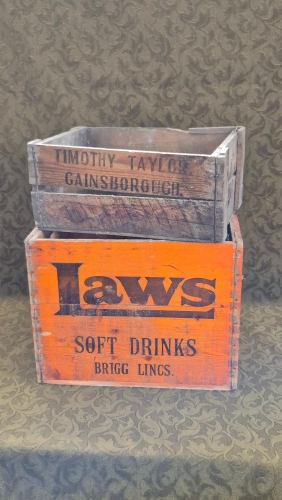 TIMOTHY TAYLOR
GAINSBOROUGH
Laws
SOFT DRINKS
BRIGG LINCS.